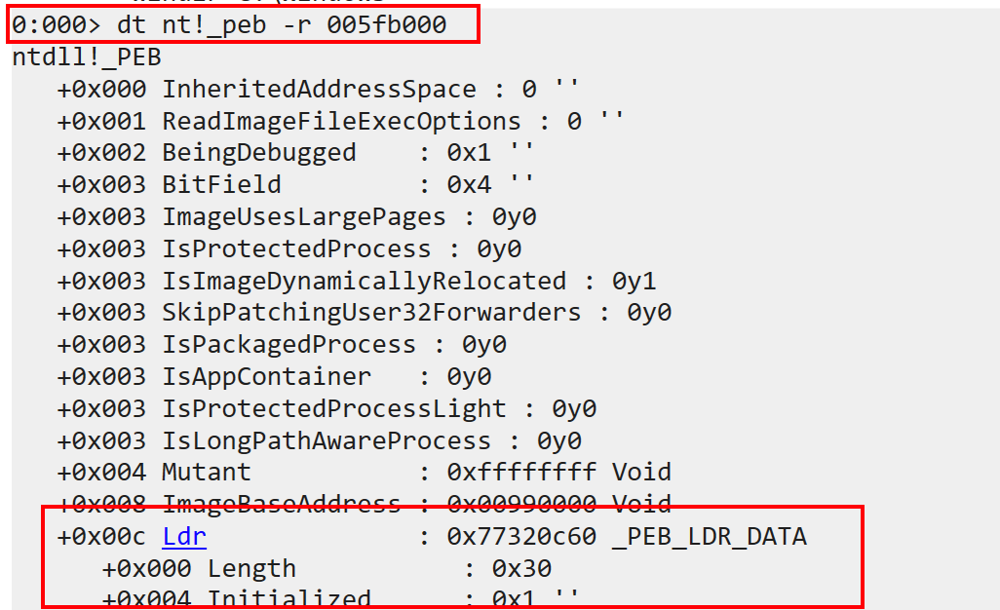 0:000> dt nt!_peb -r 005fb000
ntdll!_PEB
+0x000 InheritedAddressSpace : 0 ''
+0x001 ReadImageFileExecOptions : 0 ''
+0x002 BeingDebugged : 0x1 ''
+0x003 BitField : 0x4 ''
+0x003 ImageUsesLargePages : 0y0
+0x003 IsProtectedProcess : 0y0
+0x003 IsImageDynamicallyRelocated : 0y1
+0x003 SkipPatchingUser32Forwarders : 0y0
+0x003 IsPackagedProcess : 0y0
+0x003 IsAppContainer : 0y0
+0x003 IsProtectedProcessLight : 0y0
+0x003 IsLongPathAwareProcess : 0y0
+0x004 Mutant : 0xffffffff Void
+0x008 ImageBaseAddress : 0x00990000 Void
+0x00c Ldr : 0x77320c60 _PEB_LDR_DATA
+0x000 Length : 0x30
+0x004 Initialized : 0x1 ''